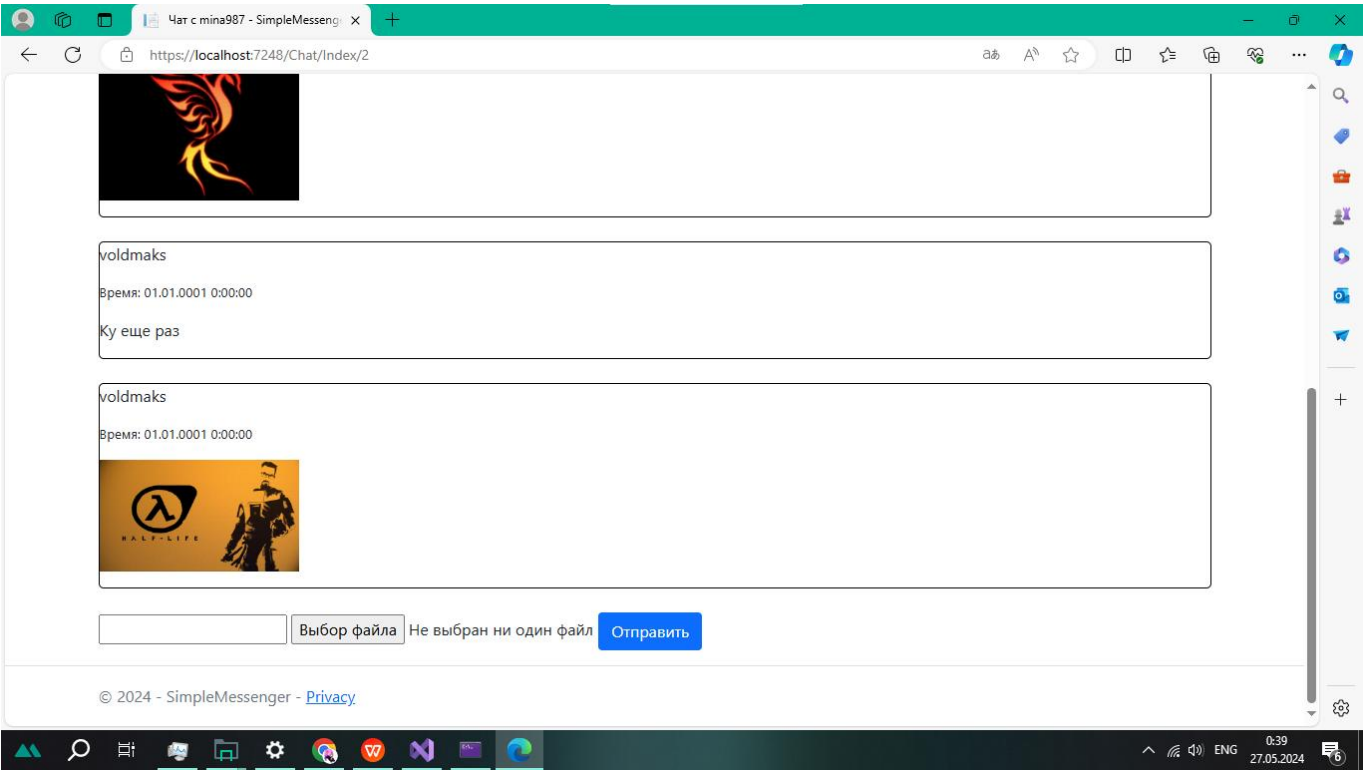 Чат с mina987 - SimpleMesseng
https://localhost:7248/Chat/Index/2
voldmaks
Время: 01.01.0001 0:00:00
Ку еще раз
voldmaks
Время: 01.01.0001 0:00:00
HALF-LIFE
Выбор файла Не выбран ни один файл Отправить
© 2024 - SimpleMessenger - Privacy
ENG
0:39
27.05.2024
6